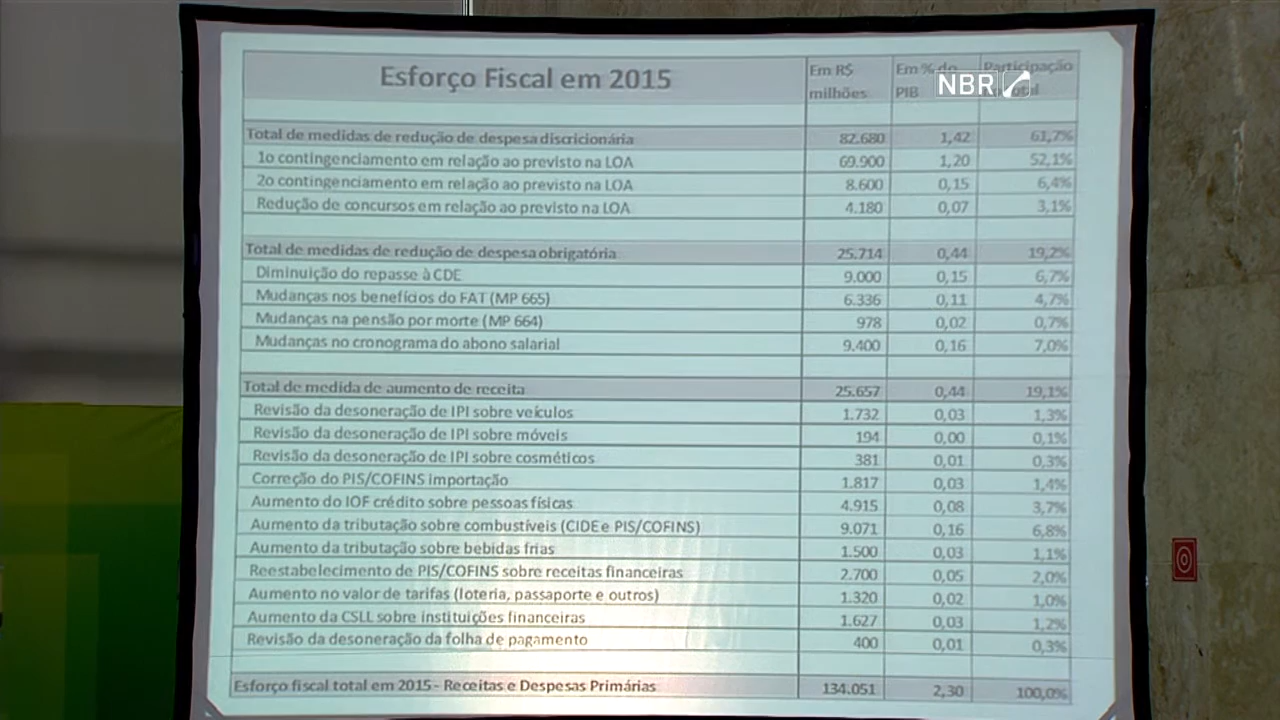 Esforço Fiscal em 2015 Em R$ milhões Em % do PIB Participação total
NBR
Total de medidas de redução de despesa discricionária 82.680 1,42 61,7%
1o contingenciamento em relação ao previsto na LOA 69.900 1,20 52,1%
2o contingenciamento em relação ao previsto na LOA 8.600 0,15 6,4%
Redução de concursos em relação ao previsto na LOA 4.180 0,07 3,1%
Total de medidas de redução de despesa obrigatória 25.714 0,44 19,2%
Diminuição do repasse à CDE 9.000 0,15 6,7%
Mudanças nos benefícios do FAT (MP 665) 6.336 0,11 4,7%
Mudanças na pensão por morte (MP 664) 978 0,02 0,7%
Mudanças no cronograma do abono salarial 9.400 0,16 7,0%
Total de medida de aumento de receita 25.657 0,44 19,1%
Revisão da desoneração de IPI sobre veículos 1.732 0,03 1,3%
Revisão da desoneração de IPI sobre móveis 194 0,00 0,1%
Revisão da desoneração de IPI sobre cosméticos 381 0,01 0,3%
Correção do PIS/COFINS importação 1.817 0,03 1,4%
Aumento do IOF crédito sobre pessoas físicas 4.915 0,08 3,7%
Aumento da tributação sobre combustíveis (CIDE e PIS/COFINS) 9.071 0,16 6,8%
Aumento da tributação sobre bebidas frias 1.500 0,03 1,1%
Reestabelecimento de PIS/COFINS sobre receitas financeiras 2.700 0,05 2,0%
Aumento no valor de tarifas (loteria, passaporte e outros) 1.320 0,02 1,0%
Aumento da CSLL sobre instituições financeiras 1.627 0,03 1,2%
Revisão da desoneração da folha de pagamento 400 0,01 0,3%
Esforço fiscal total em 2015 - Receitas e Despesas Primárias 134.051 2,30 100,0%